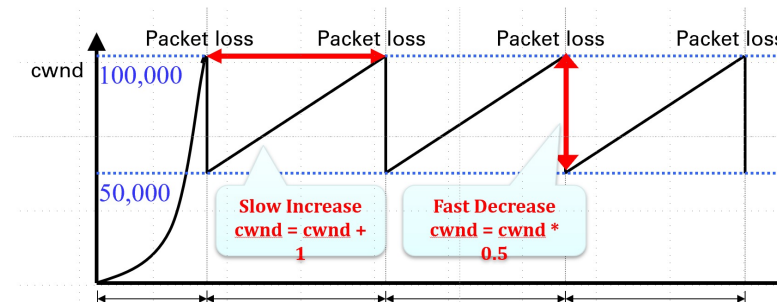 Packet loss Packet loss Packet loss Packet loss
cwnd
100,000
50,000
Slow Increase
cwnd = cwnd +
1
Fast Decrease
cwnd = cwnd *
0.5